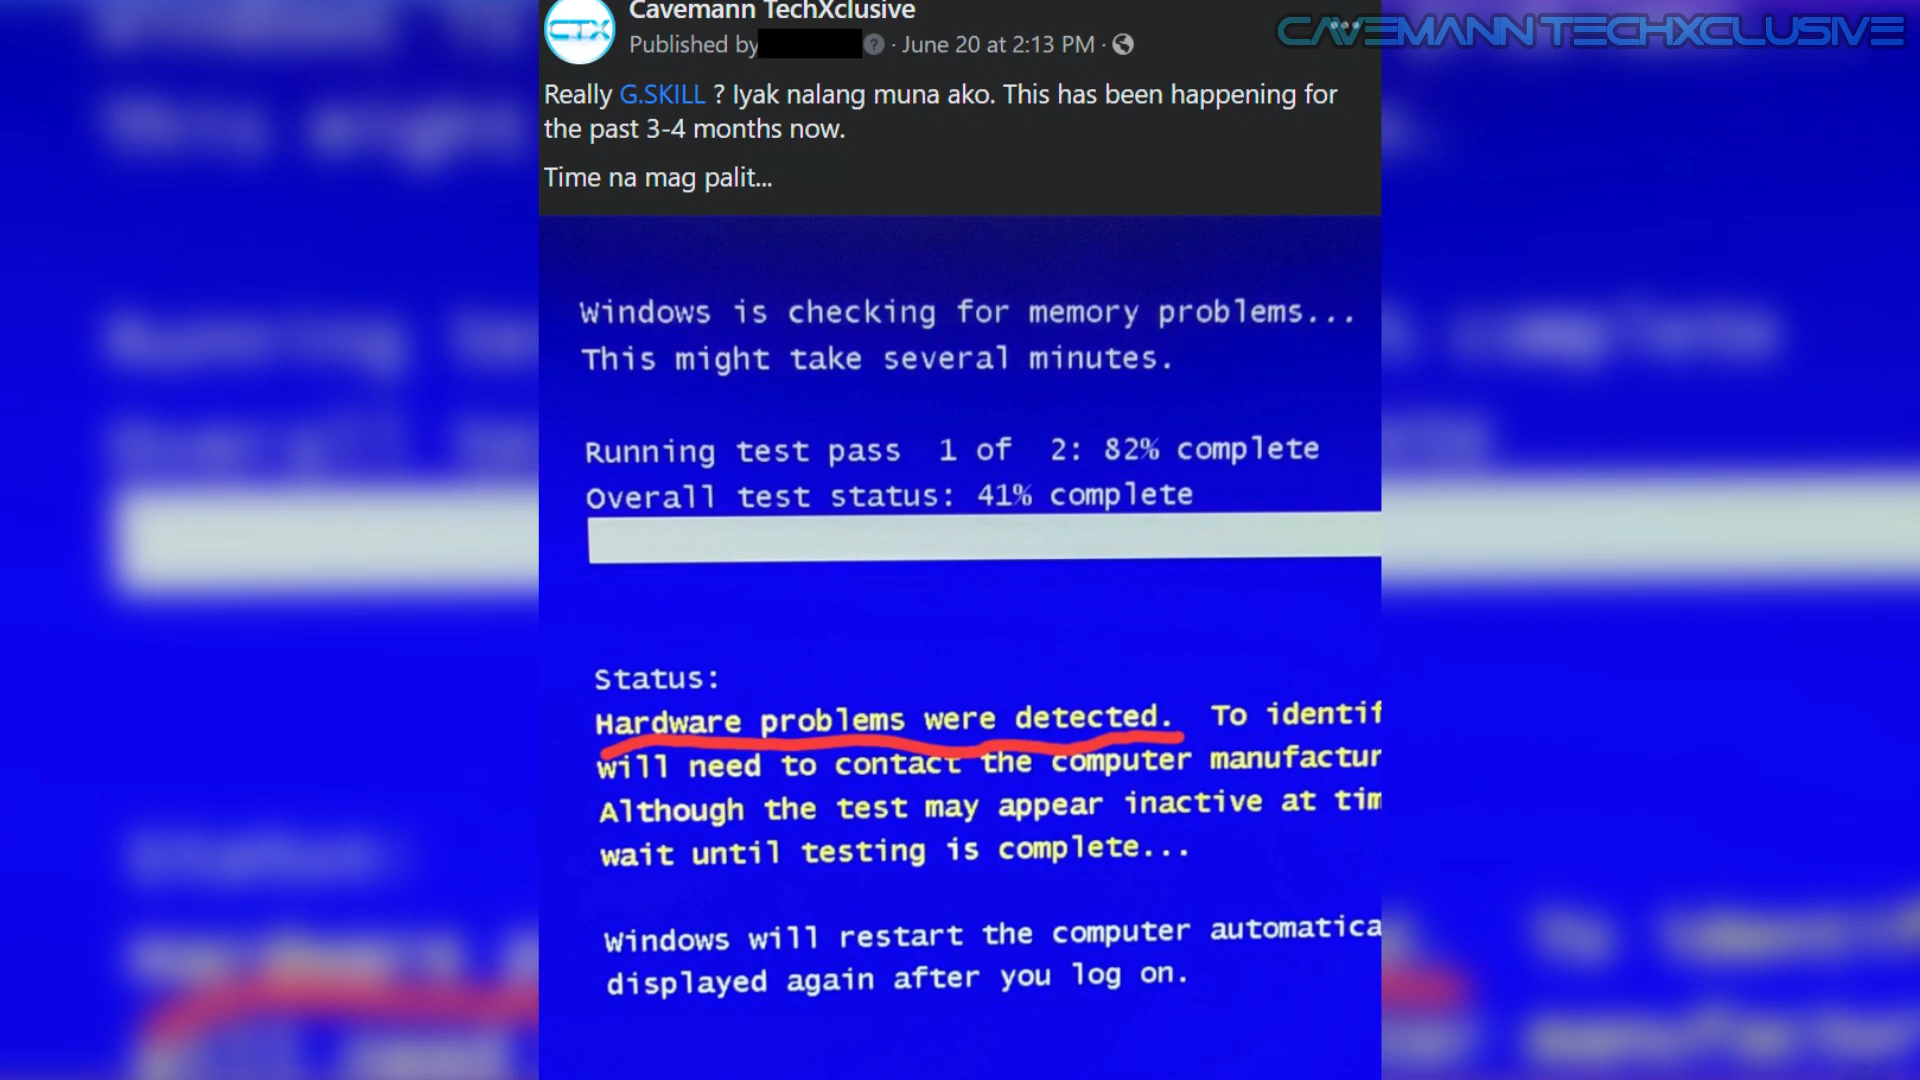 CAVEMANN TECHXCLUSIVE
CTX
Cavemann TechXclusive
Published by · June 20 at 2:13 PM ·
Really G.SKILL ? Iyak nalang muna ako. This has been happening for
the past 3-4 months now.
Time na mag palit...
Windows is checking for memory problems...
This might take several minutes.
Running test pass 1 of 2: 82% complete
Overall test status: 41% complete
Status:
Hardware problems were detected. To identif
will need to contact the computer manufactur
Although the test may appear inactive at tim
wait until testing is complete...
Windows will restart the computer automatica
displayed again after you log on.